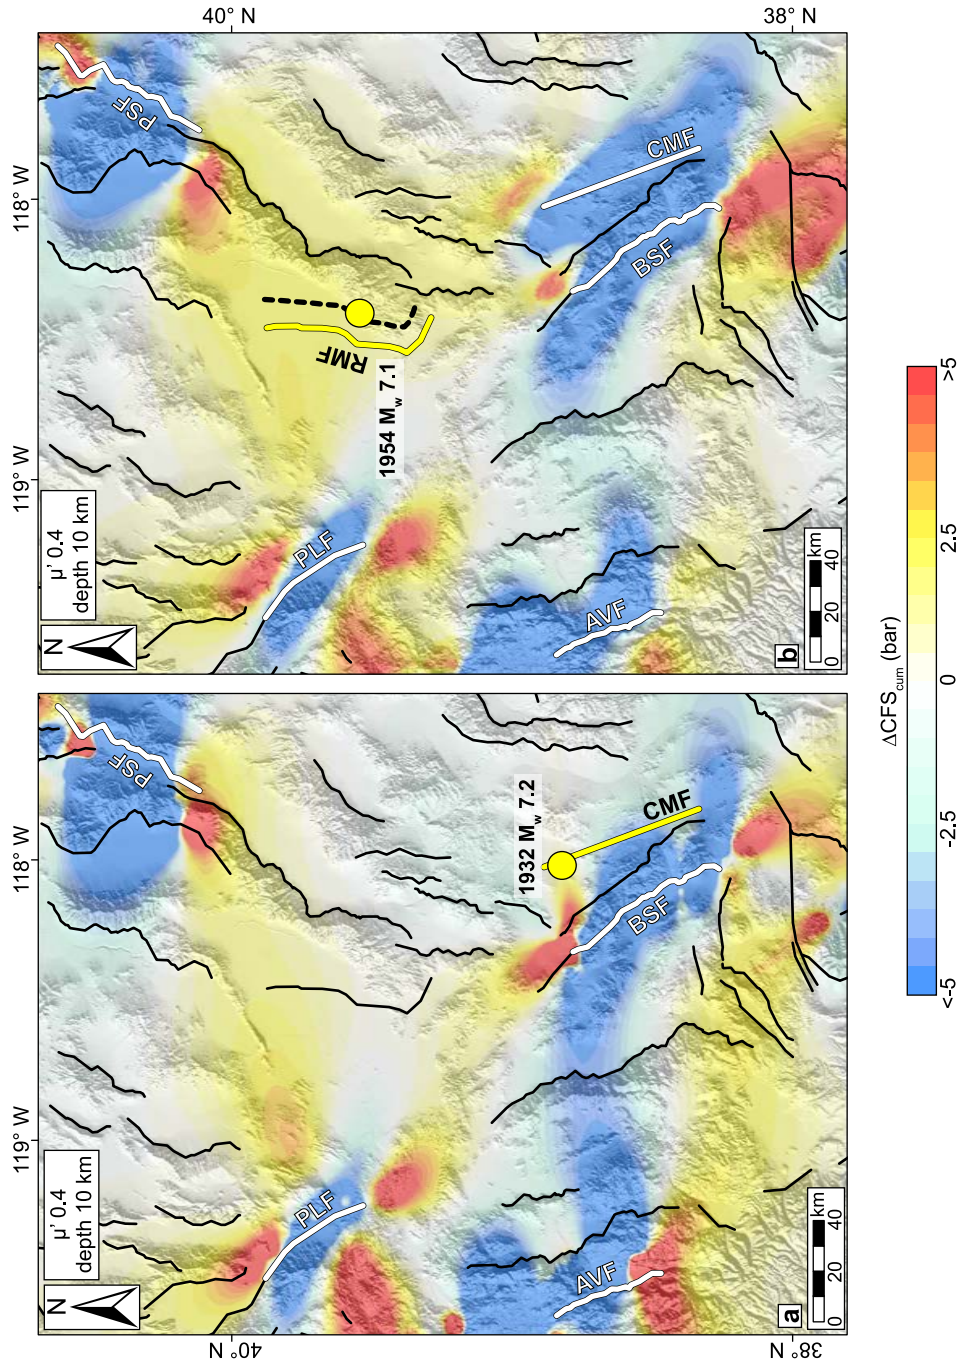 119° W
118° W
40° N
38° N
N
μ' 0.4
depth 10 km
PSF
PLF
1932 Mw 7.2
CMF
BSF
AVF
a
0 20 40
km
40° N
38° N
119° W
118° W
N
μ' 0.4
depth 10 km
PSF
PLF
RMF
1954 Mw 7.1
CMF
BSF
AVF
b
0 20 40
km
<-5 -2.5 0 2.5 >5
ΔCFScum (bar)